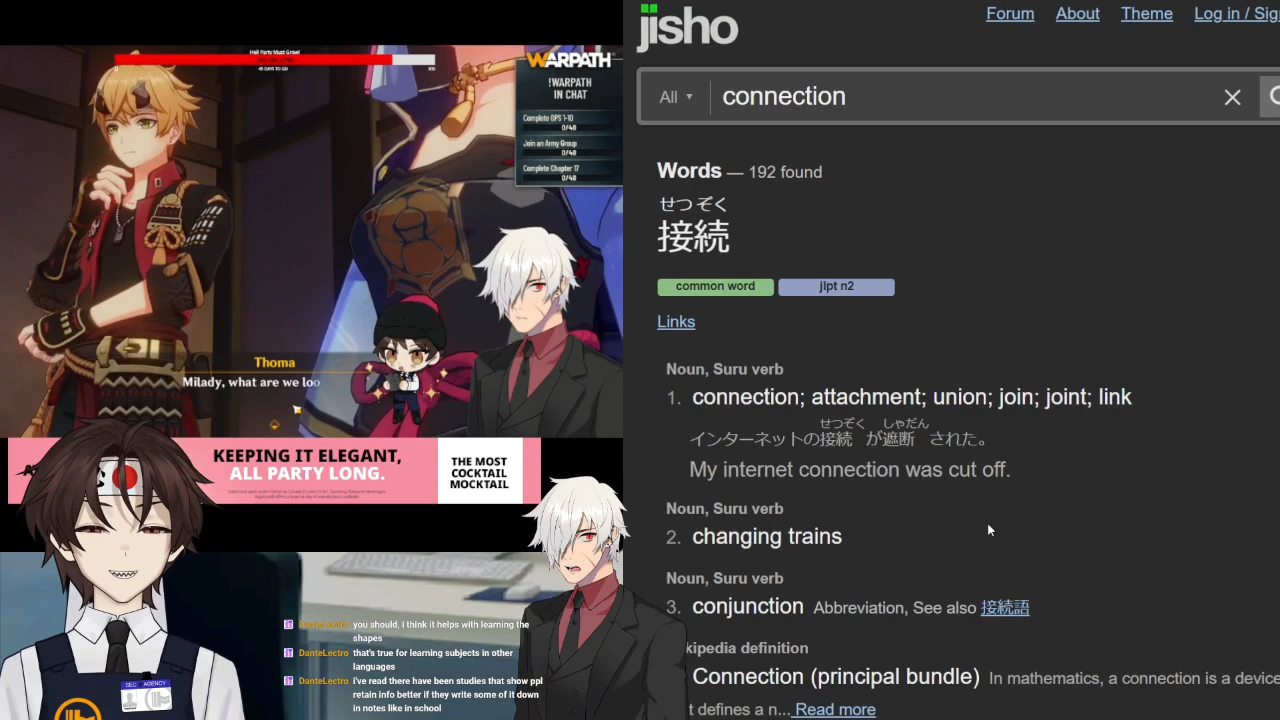 Hall Party Must Grow!
45 DAYS TO GO
0
WARPATH
!WARPATH
IN CHAT
Complete OPS 1-10
0/40
Join an Army Group
0/40
Complete Chapter 17
0/40
Thoma
Milady, what are we loo
KEEPING IT ELEGANT,
ALL PARTY LONG.
THE MOST
COCKTAIL
MOCKTAIL
SEC AGENCY
you should, i think it helps with learning the
shapes
DanteLectro that's true for learning subjects in other
languages
DanteLectro i've read there have been studies that show ppl
retain info better if they write some of it down
in notes like in school
jisho
Forum About Theme Log in / Sig
All connection
Words — 192 found
せつ ぞく
接続
common word jlpt n2
Links
Noun, Suru verb
1. connection; attachment; union; join; joint; link
せつぞく しゃだん
インターネットの接続 が遮断 された。
My internet connection was cut off.
Noun, Suru verb
2. changing trains
Noun, Suru verb
3. conjunction Abbreviation, See also 接続語
kipedia definition
Connection (principal bundle) In mathematics, a connection is a device
t defines a n... Read more